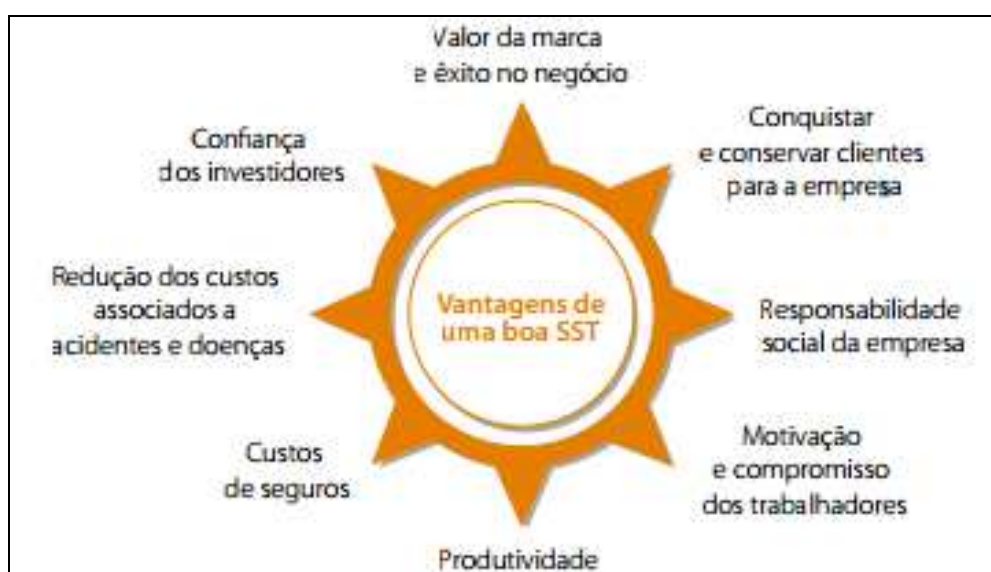 Valor da marca
e êxito no negócio
Conquistar
e conservar clientes
para a empresa
Confiança
dos investidores
Redução dos custos
associados a
acidentes e doenças
Vantagens de
uma boa SST
Responsabilidade
social da empresa
Custos
de seguros
Motivação
e compromisso
dos trabalhadores
Produtividade